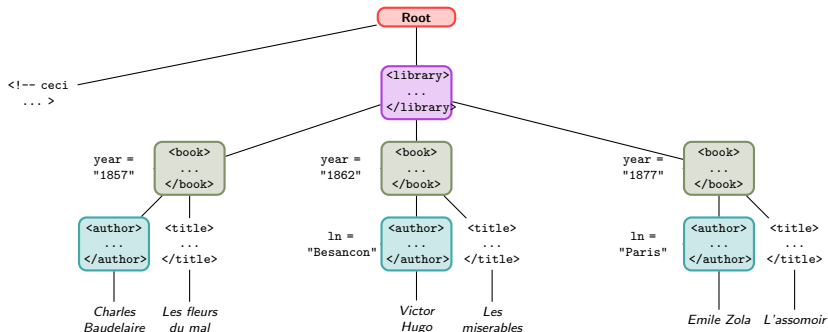 Root
<!-- ceci
... >
<library>
...
</library>
year =
"1857"
<book>
...
</book>
year =
"1862"
<book>
...
</book>
year =
"1877"
<book>
...
</book>
<author>
...
</author>
<title>
...
</title>
ln =
"Besancon"
<author>
...
</author>
<title>
...
</title>
ln =
"Paris"
<author>
...
</author>
<title>
...
</title>
Charles
Baudelaire
Les fleurs
du mal
Victor
Hugo
Les
miserables
Emile Zola
L'assomoir